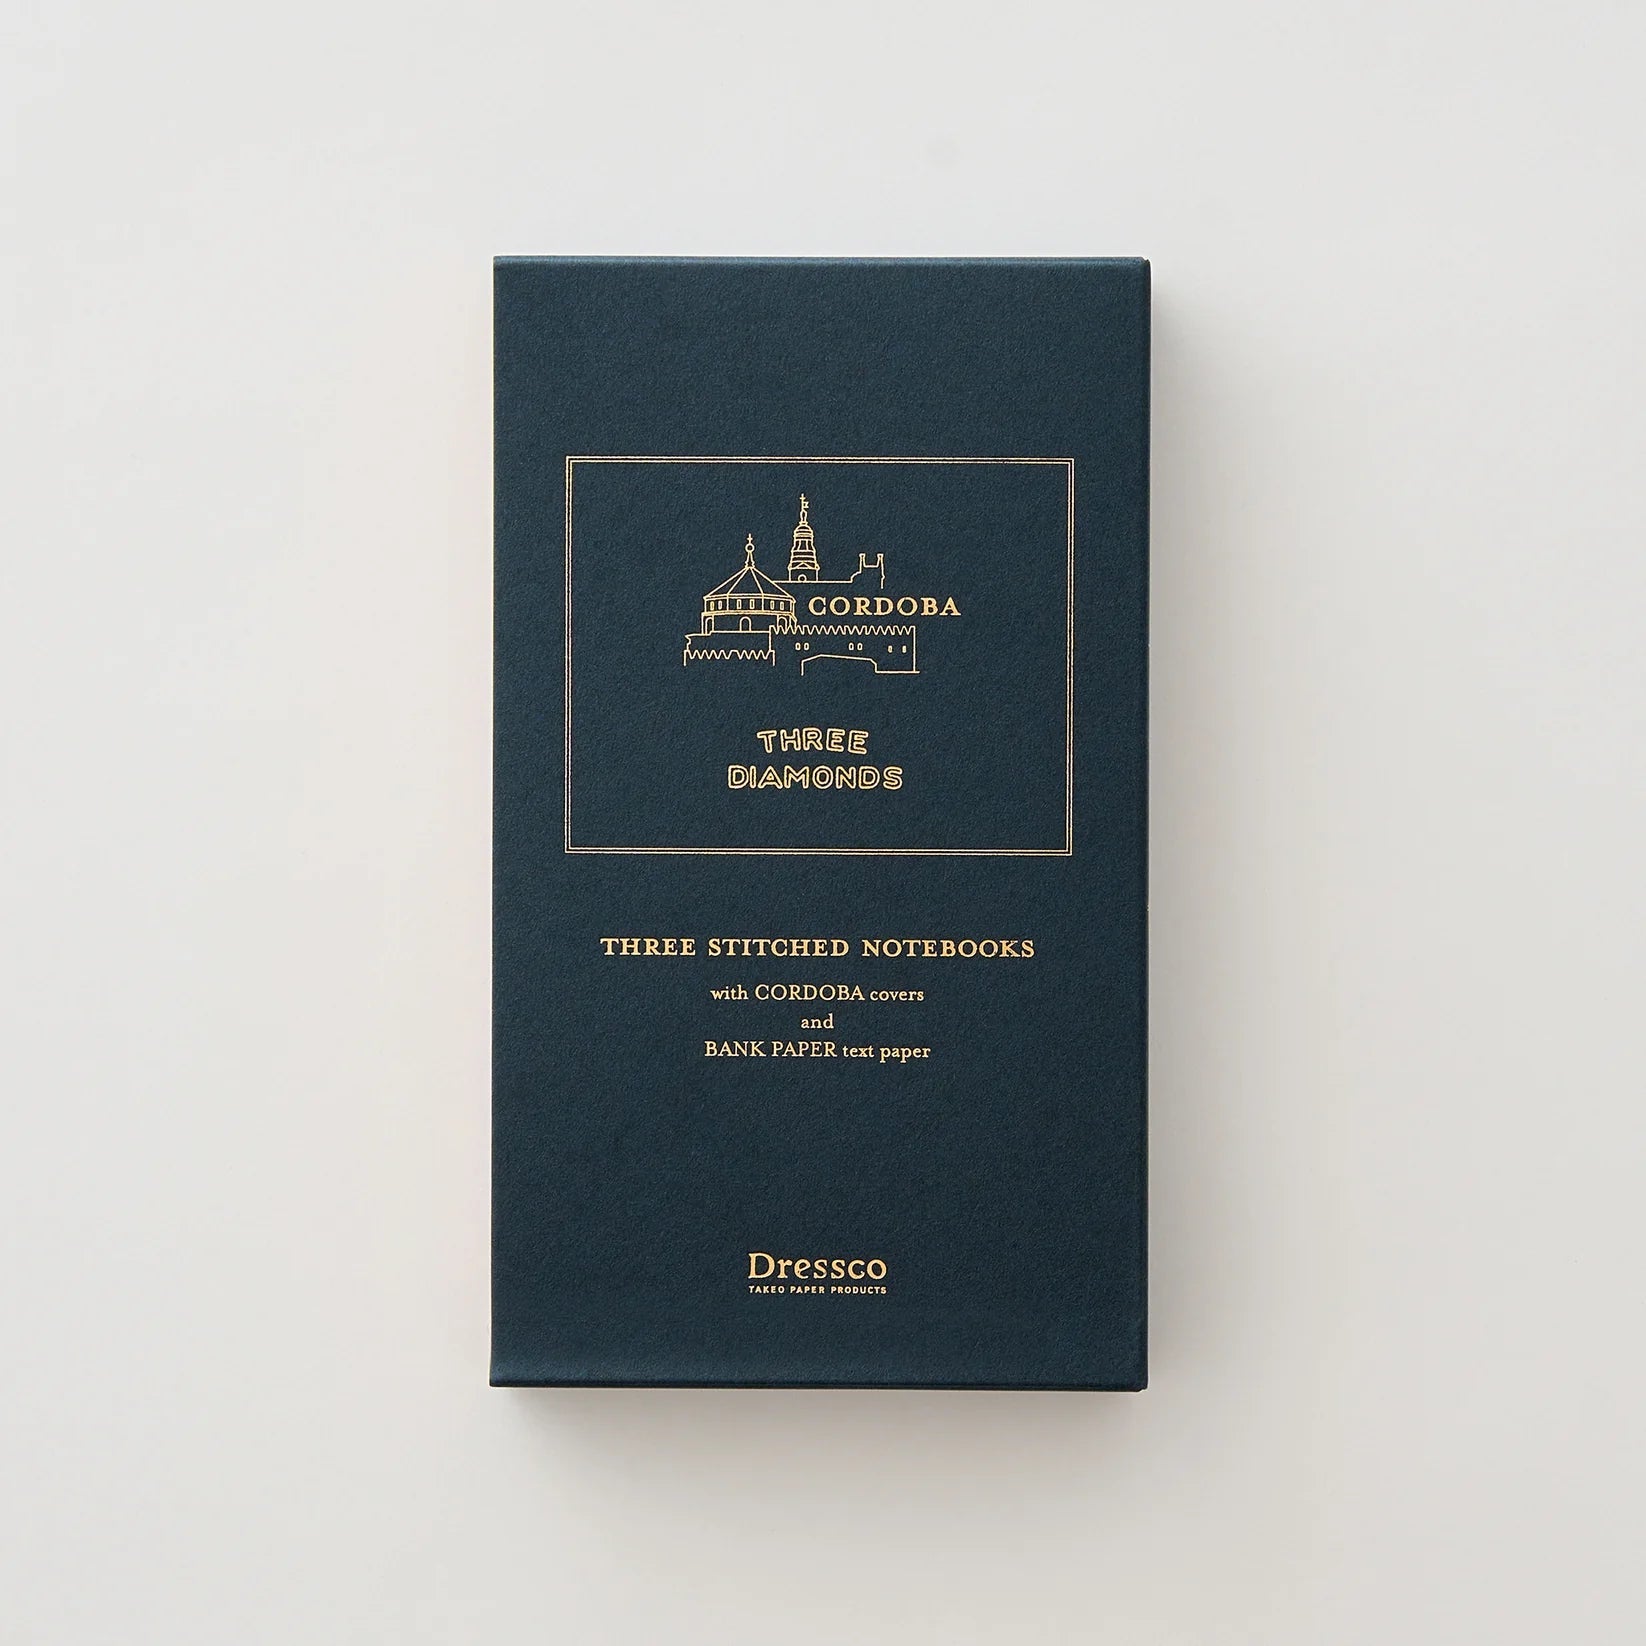 CORDOBA
THREE
DIAMONDS
THREE STITCHED NOTEBOOKS
with CORDOBA covers
and
BANK PAPER text paper
Dressco
TAKEO PAPER PRODUCTS